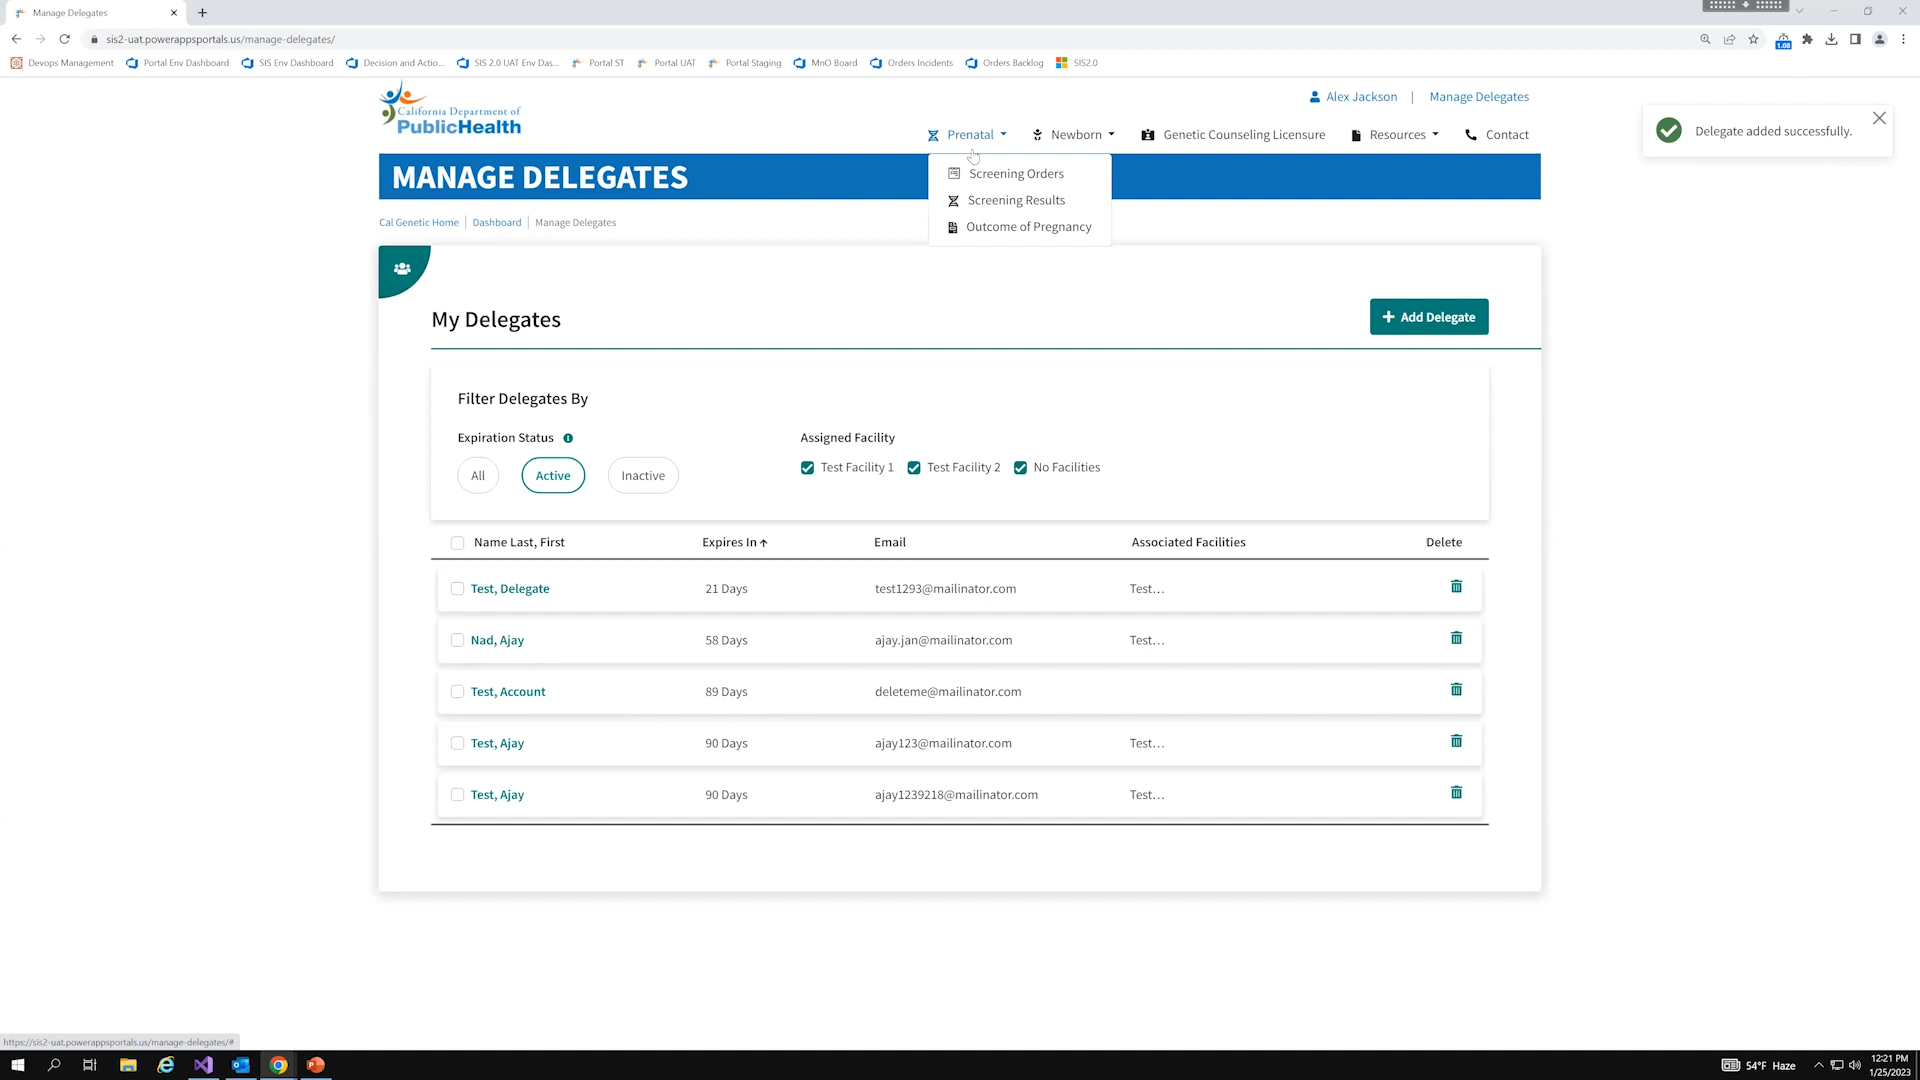 Manage Delegates
sis2-uat.powerappsportals.us/manage-delegates/
1.08
Devops Management Portal Env Dashboard SIS Env Dashboard Decision and Actio... SIS 2.0 UAT Env Das... Portal ST Portal UAT Portal Staging MnO Board Orders Incidents Orders Backlog SIS2.0
California Department of
PublicHealth
Alex Jackson | Manage Delegates
Prenatal Newborn Genetic Counseling Licensure Resources Contact
Delegate added successfully.
Screening Orders
Screening Results
Outcome of Pregnancy
MANAGE DELEGATES
Cal Genetic Home | Dashboard | Manage Delegates
My Delegates
+ Add Delegate
Filter Delegates By
Expiration Status Assigned Facility
All Active Inactive Test Facility 1 Test Facility 2 No Facilities
Name Last, First Expires In Email Associated Facilities Delete
Test, Delegate 21 Days test1293@mailinator.com Test...
Nad, Ajay 58 Days ajay.jan@mailinator.com Test...
Test, Account 89 Days deleteme@mailinator.com
Test, Ajay 90 Days ajay123@mailinator.com Test...
Test, Ajay 90 Days ajay1239218@mailinator.com Test...
https://sis2-uat.powerappsportals.us/manage-delegates/#
54°F Haze
12:21 PM
1/25/2023